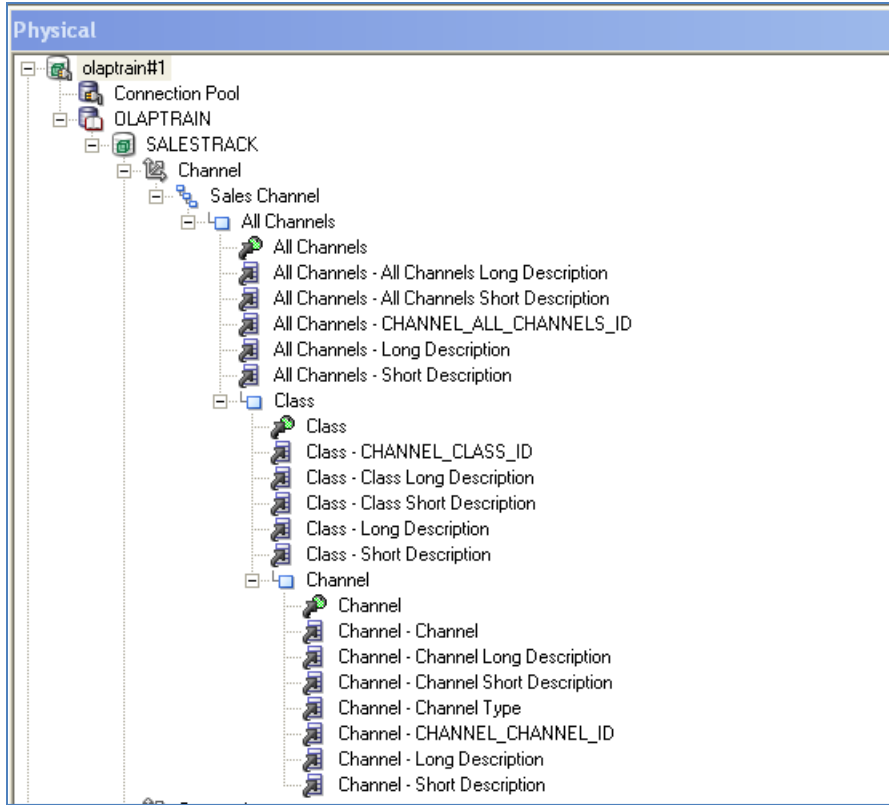 Physical
olaptrain#1
Connection Pool
OLAPTRAIN
SALESTRACK
Channel
Sales Channel
All Channels
All Channels
All Channels - All Channels Long Description
All Channels - All Channels Short Description
All Channels - CHANNEL_ALL_CHANNELS_ID
All Channels - Long Description
All Channels - Short Description
Class
Class
Class - CHANNEL_CLASS_ID
Class - Class Long Description
Class - Class Short Description
Class - Long Description
Class - Short Description
Channel
Channel
Channel - Channel
Channel - Channel Long Description
Channel - Channel Short Description
Channel - Channel Type
Channel - CHANNEL_CHANNEL_ID
Channel - Long Description
Channel - Short Description